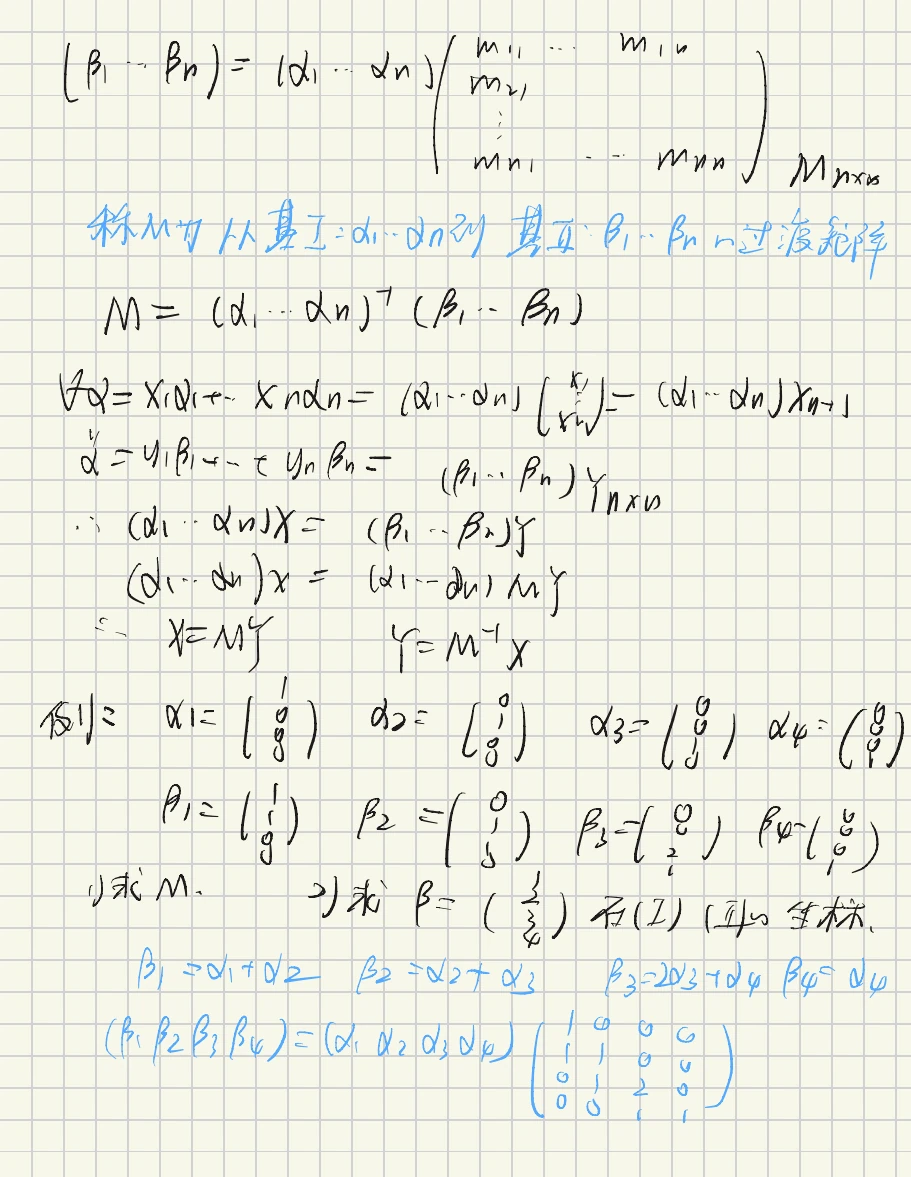 (β₁ ⋯ βn) = (α₁ ⋯ αn) (m₁₁ ⋯ m₁n
m₂₁
⋮
mn₁ ⋯ mnn) Mn×n
称M为从基I:α₁⋯αn到基II:β₁⋯βn的过渡矩阵
M = (α₁ ⋯ αn)⁻¹ (β₁ ⋯ βn)
∀α = x₁α₁+⋯xnαn = (α₁⋯αn) (x₁ ⋮ xn) = (α₁⋯αn) Xn×1
α = y₁β₁+⋯+ynβn = (β₁⋯βn) Yn×n
∴ (α₁⋯αn)X = (β₁⋯βn)Y
(α₁⋯αn)x = (α₁⋯αn) MY
∴ X=MY Y=M⁻¹X
例: α₁=(1 0 0 0) α₂=(0 1 0 0) α₃=(0 0 1 0) α₄=(0 0 0 1)
β₁=(1 1 0 0) β₂=(0 1 1 0) β₃=(0 0 2 1) β₄=(0 0 0 1)
1)求M. 2)求β=(1 2 3 4)在(I)(II)的坐标.
β₁=α₁+α₂ β₂=α₂+α₃ β₃=2α₃+α₄ β₄=α₄
(β₁ β₂ β₃ β₄)=(α₁ α₂ α₃ α₄) (1 0 0 0
1 1 0 0
0 1 2 0
0 0 1 1)